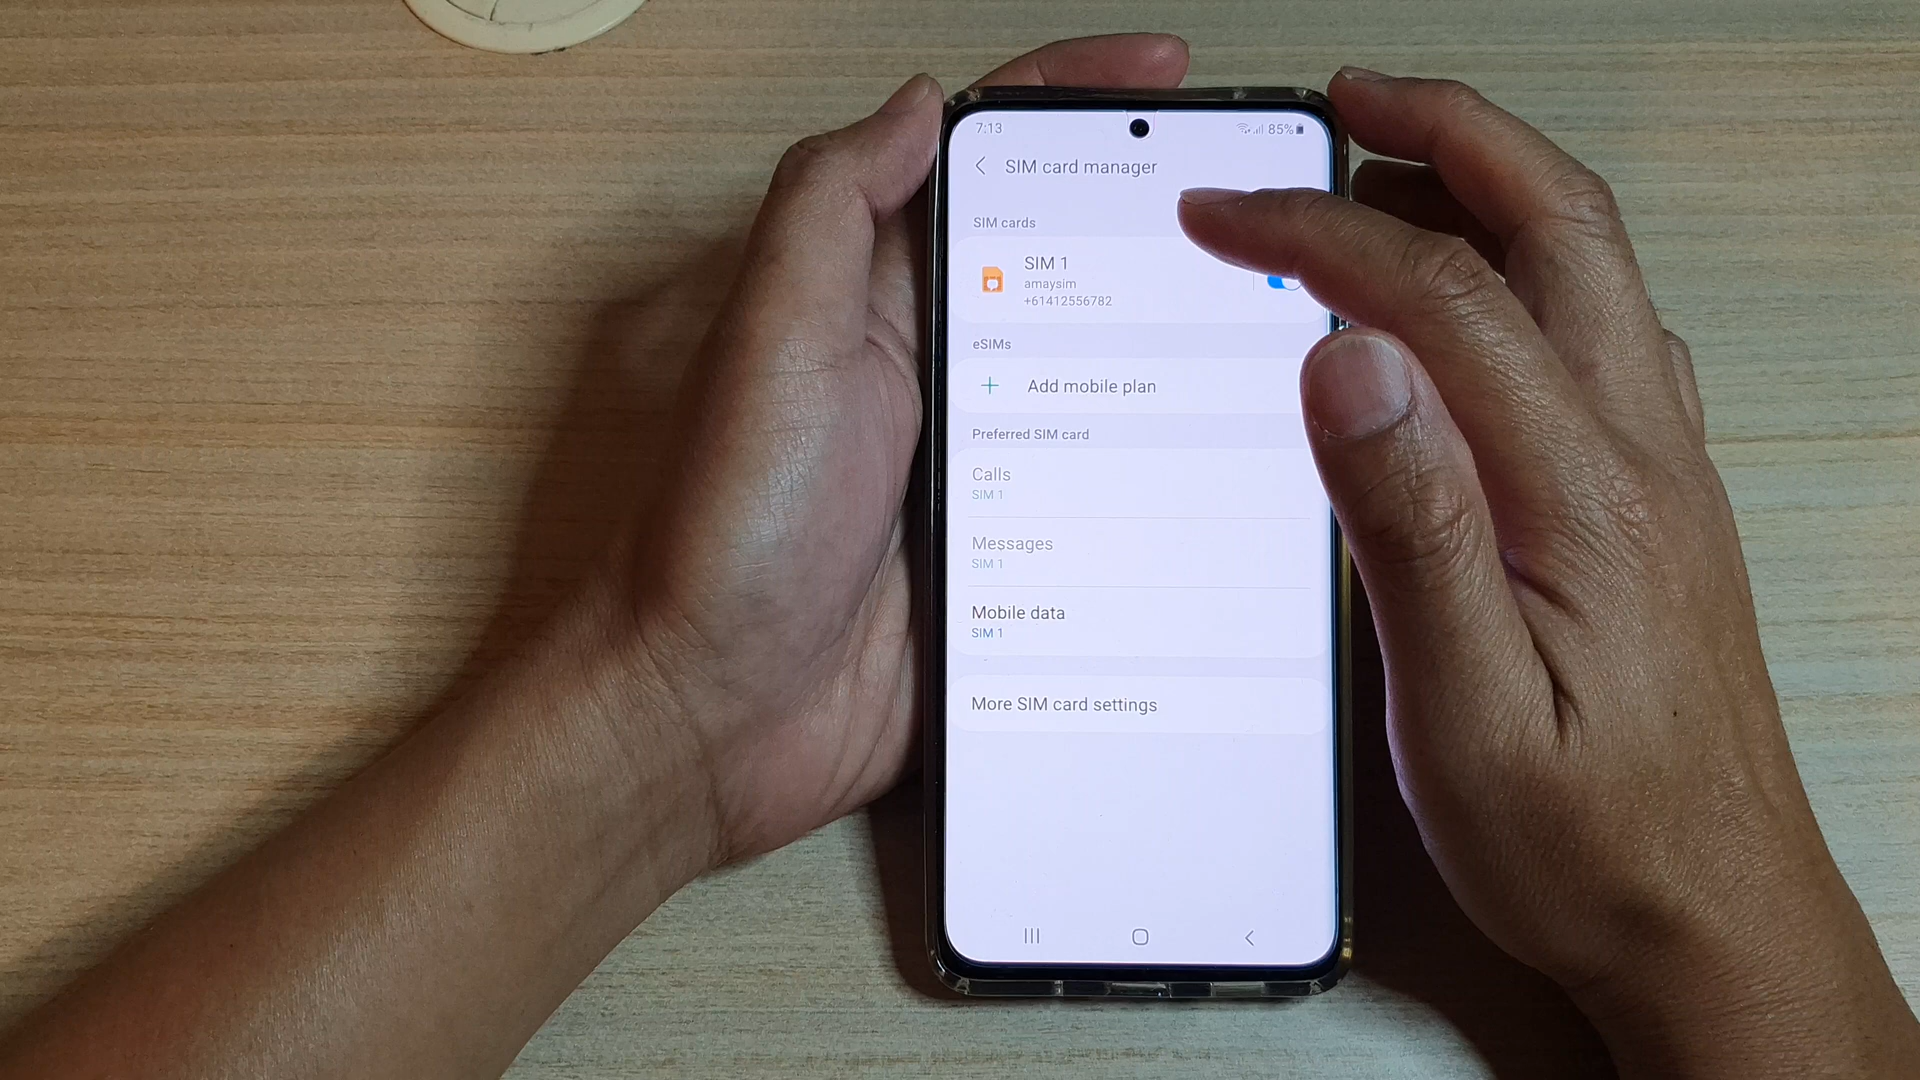 7:13 85%
SIM card manager
SIM cards
SIM 1
amaysim
+61412556782
eSIMs
Add mobile plan
Preferred SIM card
Calls
SIM 1
Messages
SIM 1
Mobile data
SIM 1
More SIM card settings